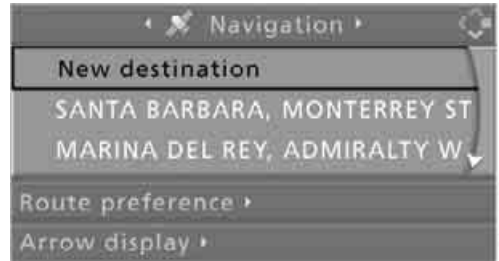 Navigation
New destination
SANTA BARBARA, MONTERREY ST
MARINA DEL REY, ADMIRALTY W
Route preference
Arrow display